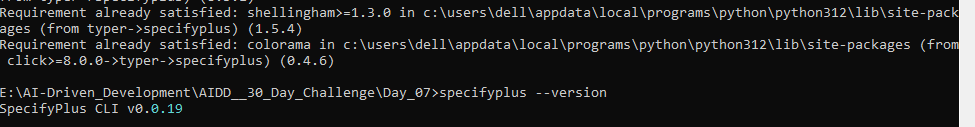 Requirement already satisfied: shellingham>=1.3.0 in c:\users\dell\appdata\local\programs\python\python312\lib\site-pack
ages (from typer->specifyplus) (1.5.4)
Requirement already satisfied: colorama in c:\users\dell\appdata\local\programs\python\python312\lib\site-packages (from
 click>=8.0.0->typer->specifyplus) (0.4.6)
E:\AI-Driven_Development\AIDD__30_Day_Challenge\Day_07>specifyplus --version
SpecifyPlus CLI v0.0.19